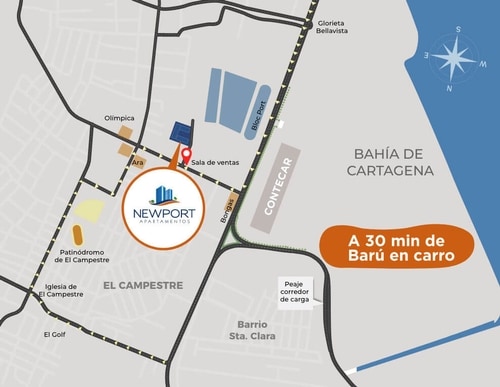 Glorieta
Bellavista
N
Olímpica
Bloc Port
Ara
Sala de ventas
CONTECAR
BAHÍA DE
CARTAGENA
NEWPORT
APARTAMENTOS
Bongas
A 30 min de
Barú en carro
Patinódromo
de El Campestre
EL CAMPESTRE
Iglesia de
El Campestre
Peaje
corredor
de carga
El Golf
Barrio
Sta. Clara